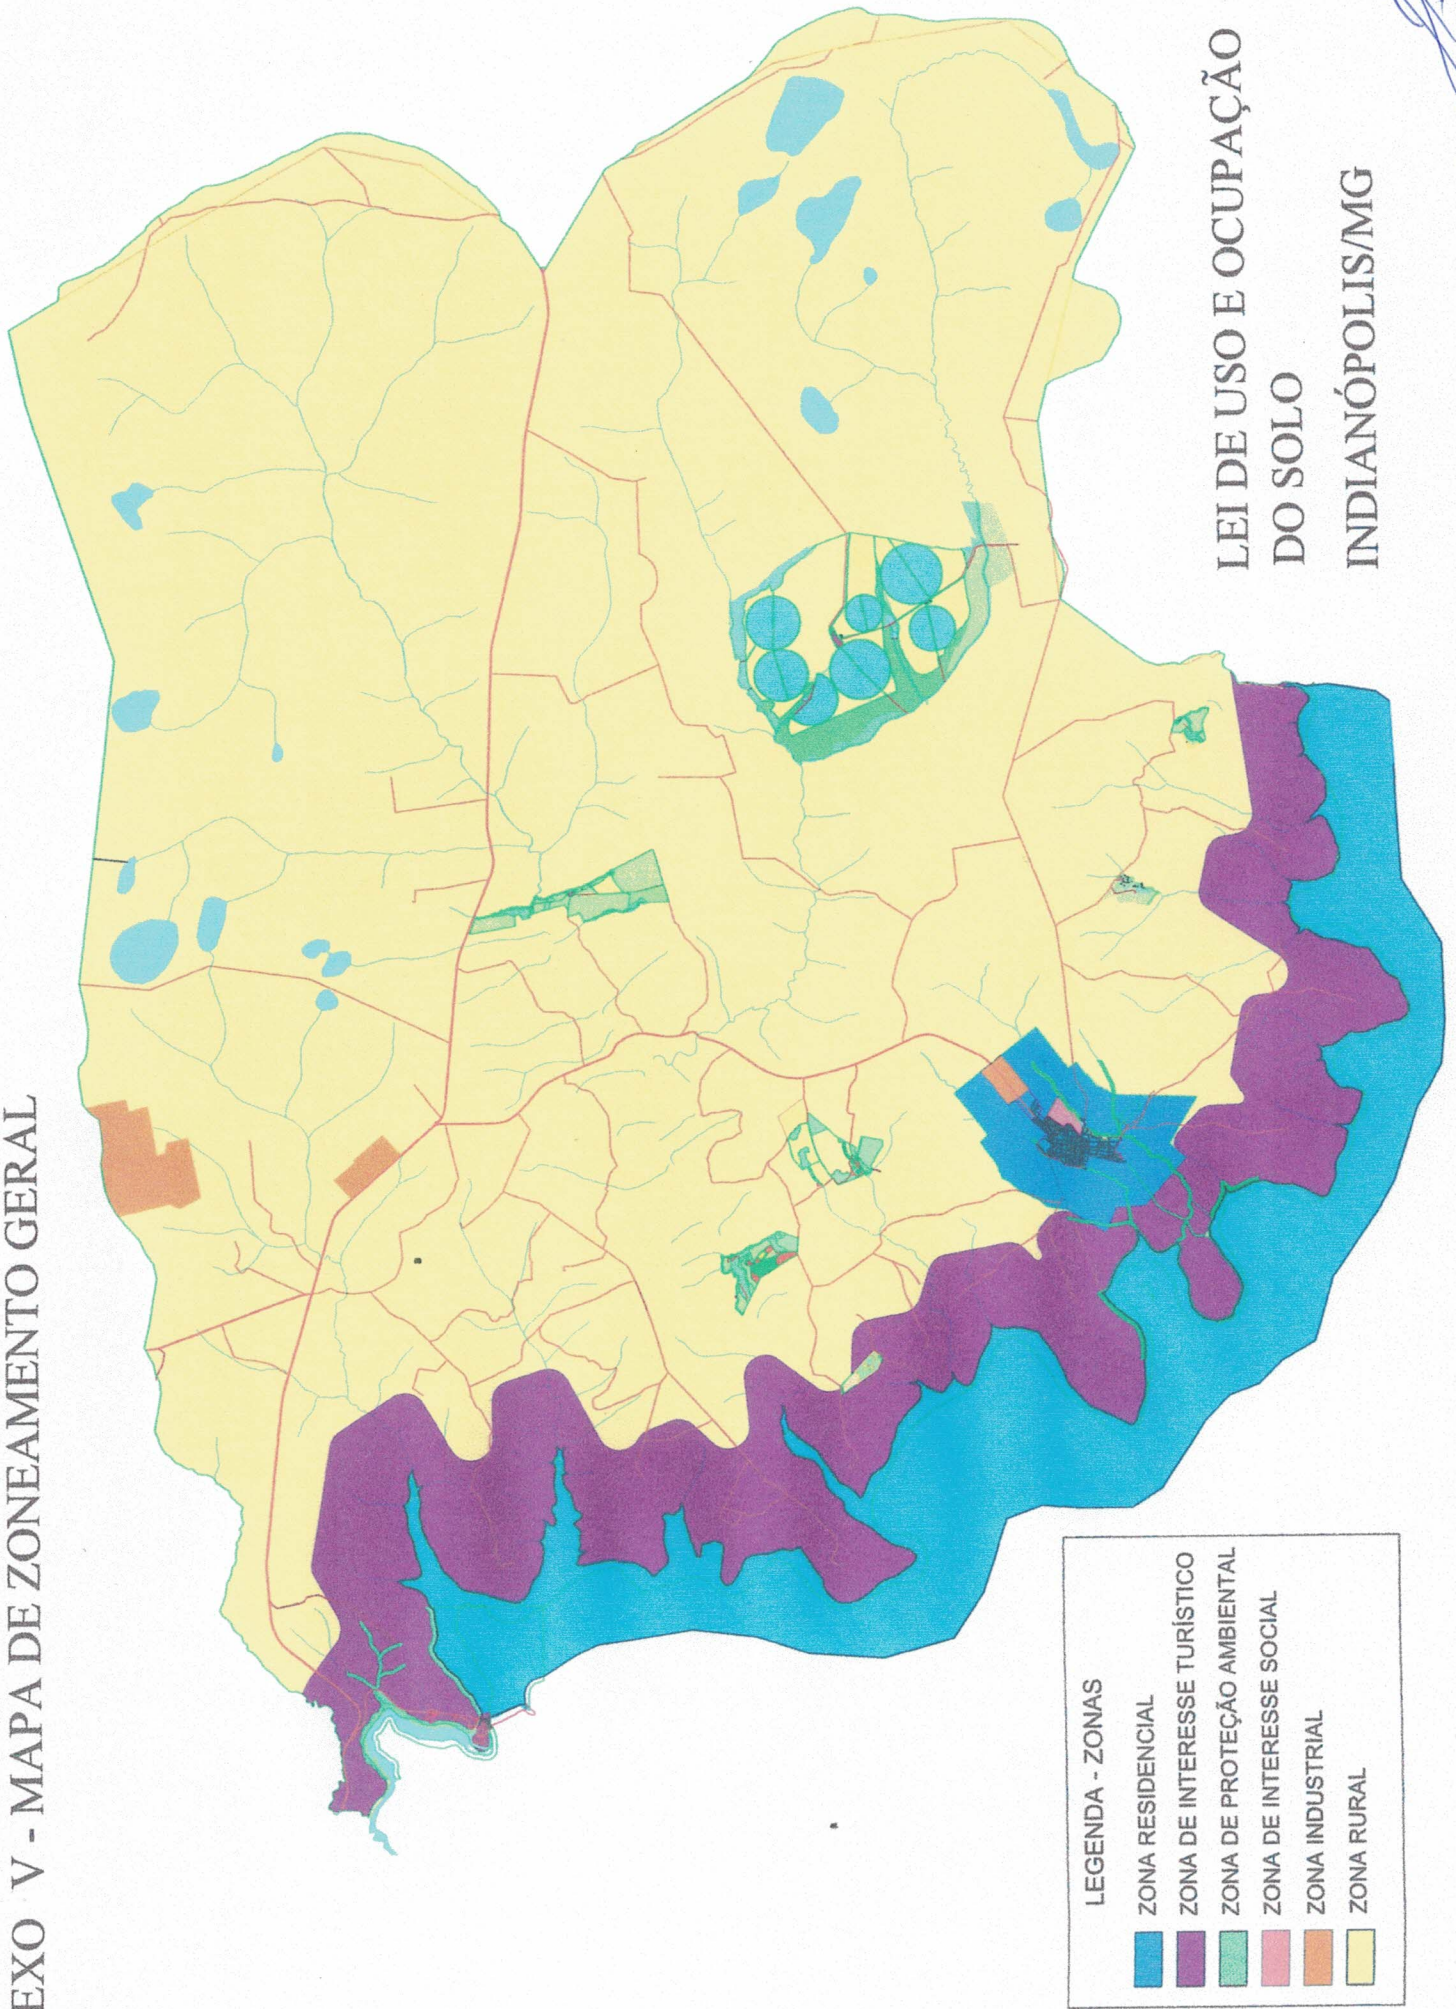 EXO V - MAPA DE ZONEAMENTO GERAL
LEI DE USO E OCUPAÇÃO
DO SOLO
INDIANÓPOLIS/MG
LEGENDA - ZONAS
ZONA RESIDENCIAL
ZONA DE INTERESSE TURÍSTICO
ZONA DE PROTEÇÃO AMBIENTAL
ZONA DE INTERESSE SOCIAL
ZONA INDUSTRIAL
ZONA RURAL